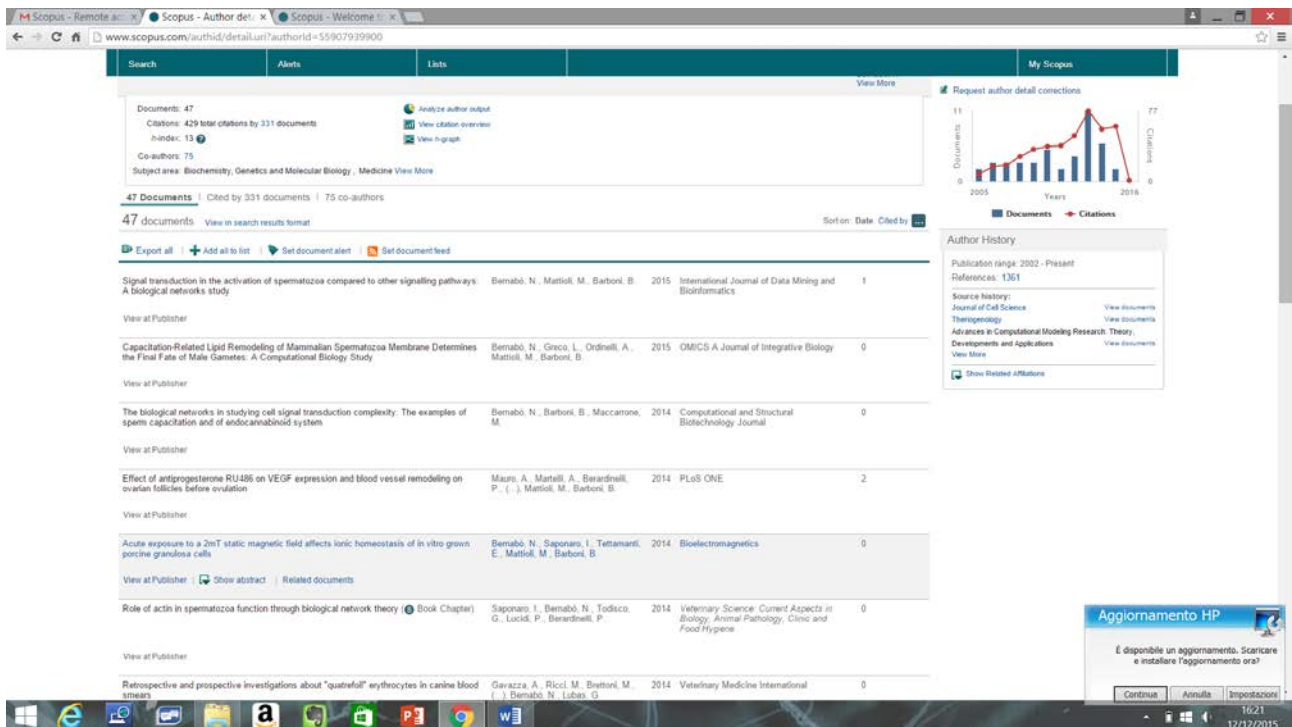 Scopus - Remote ac
Scopus - Author det
Scopus - Welcome t
www.scopus.com/authid/detail.uri?authorId=55907939900
Search Alerts Lists My Scopus
View More
Request author detail corrections
Documents: 47
Citations: 429 total citations by 331 documents
h-index: 13
Co-authors: 75
Subject area: Biochemistry, Genetics and Molecular Biology , Medicine View More
Analyze author output
View citation overview
View h-graph
11 77
Documents Citations
0 0
2005 Years 2016
Documents Citations
47 Documents | Cited by 331 documents | 75 co-authors
47 documents View in search results format Sort on: Date Cited by ...
Export all | Add all to list | Set document alert | Set document feed
Signal transduction in the activation of spermatozoa compared to other signalling pathways: Bernabò, N., Mattioli, M., Barboni, B. 2015 International Journal of Data Mining and 1
A biological networks study Bioinformatics
View at Publisher
Capacitation-Related Lipid Remodeling of Mammalian Spermatozoa Membrane Determines Bernabò, N., Greco, L., Ordinelli, A., 2015 OMICS A Journal of Integrative Biology 0
the Final Fate of Male Gametes: A Computational Biology Study Mattioli, M., Barboni, B.
View at Publisher
The biological networks in studying cell signal transduction complexity: The examples of Bernabò, N., Barboni, B., Maccarrone, 2014 Computational and Structural 0
sperm capacitation and of endocannabinoid system M. Biotechnology Journal
View at Publisher
Effect of antiprogesterone RU486 on VEGF expression and blood vessel remodeling on Mauro, A., Martelli, A., Berardinelli, 2014 PLoS ONE 2
ovarian follicles before ovulation P., (...), Mattioli, M., Barboni, B.
View at Publisher
Acute exposure to a 2mT static magnetic field affects ionic homeostasis of in vitro grown Bernabò, N., Saponaro, I., Tettamanti, 2014 Bioelectromagnetics 0
porcine granulosa cells E., Mattioli, M., Barboni, B.
View at Publisher | Show abstract | Related documents
Role of actin in spermatozoa function through biological network theory ( Book Chapter) Saponaro, I., Bernabò, N., Todisco, 2014 Veterinary Science: Current Aspects in 0
G., Lucidi, P., Berardinelli, P. Biology, Animal Pathology, Clinic and
Food Hygiene
View at Publisher
Retrospective and prospective investigations about "quatrefoil" erythrocytes in canine blood Gavazza, A., Ricci, M., Brettoni, M., 2014 Veterinary Medicine International 0
smears (...), Bernabò, N., Lubas, G.
Author History
Publication range: 2002 - Present
References: 1361
Source history:
Journal of Cell Science View documents
Theriogenology View documents
Advances in Computational Modeling Research: Theory,
Developments and Applications View documents
View More
Show Related Affiliations
Aggiornamento HP
È disponibile un aggiornamento. Scaricare
e installare l'aggiornamento ora?
Continua Annulla Impostazioni
16:21
12/12/2015